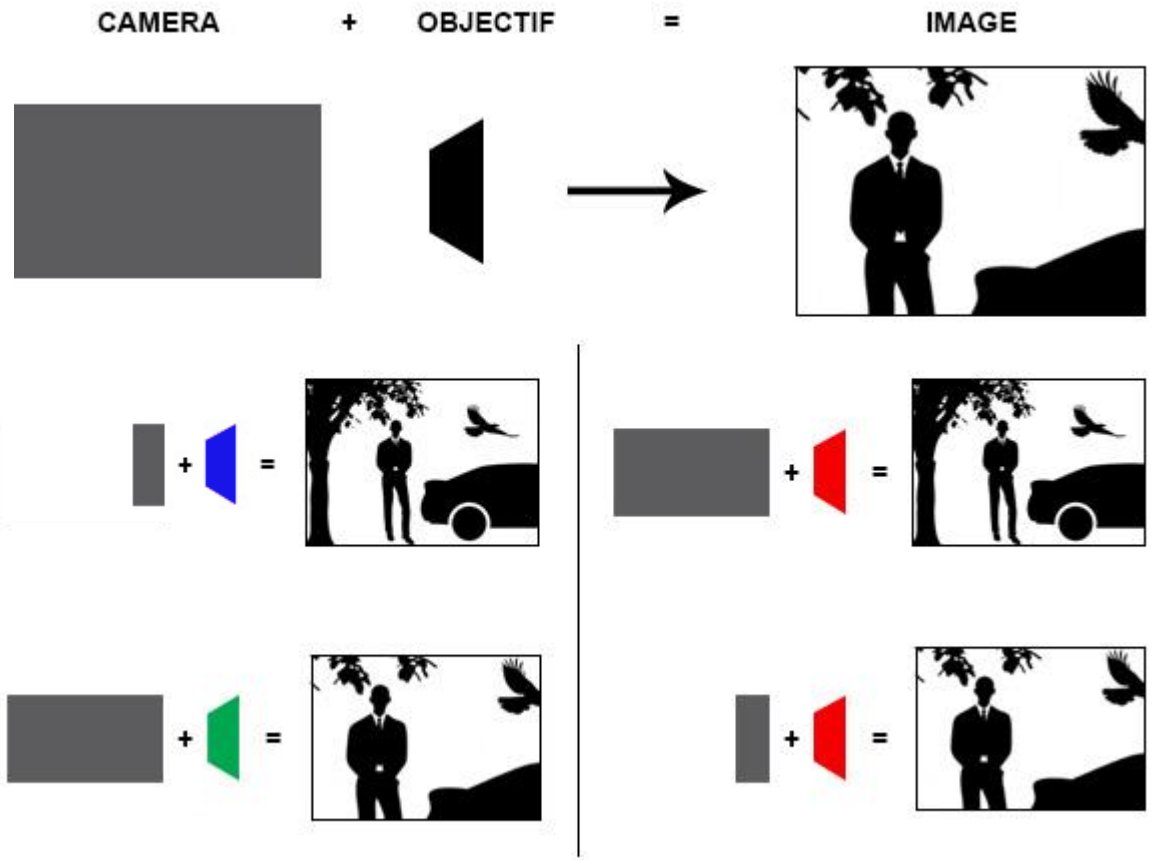 CAMERA + OBJECTIF = IMAGE
+ =
+ =
+ =
+ =